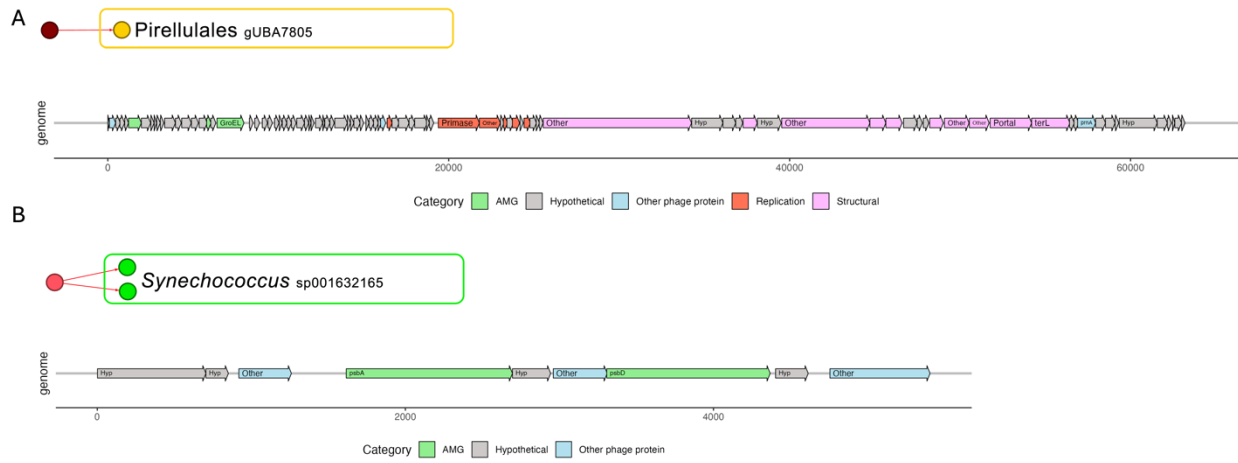 A
Pirellulales gUBA7805
genome
GroEL
Primase
Other
Other
Hyp
Hyp
Other
Other
Other
Portal
terL
Hyp
0
20000
40000
60000
Category
AMG
Hypothetical
Other phage protein
Replication
Structural
B
Synechococcus sp001632165
genome
Hyp
Hyp
Other
psbA
Hyp
Other
psbD
Hyp
Other
0
2000
4000
Category
AMG
Hypothetical
Other phage protein